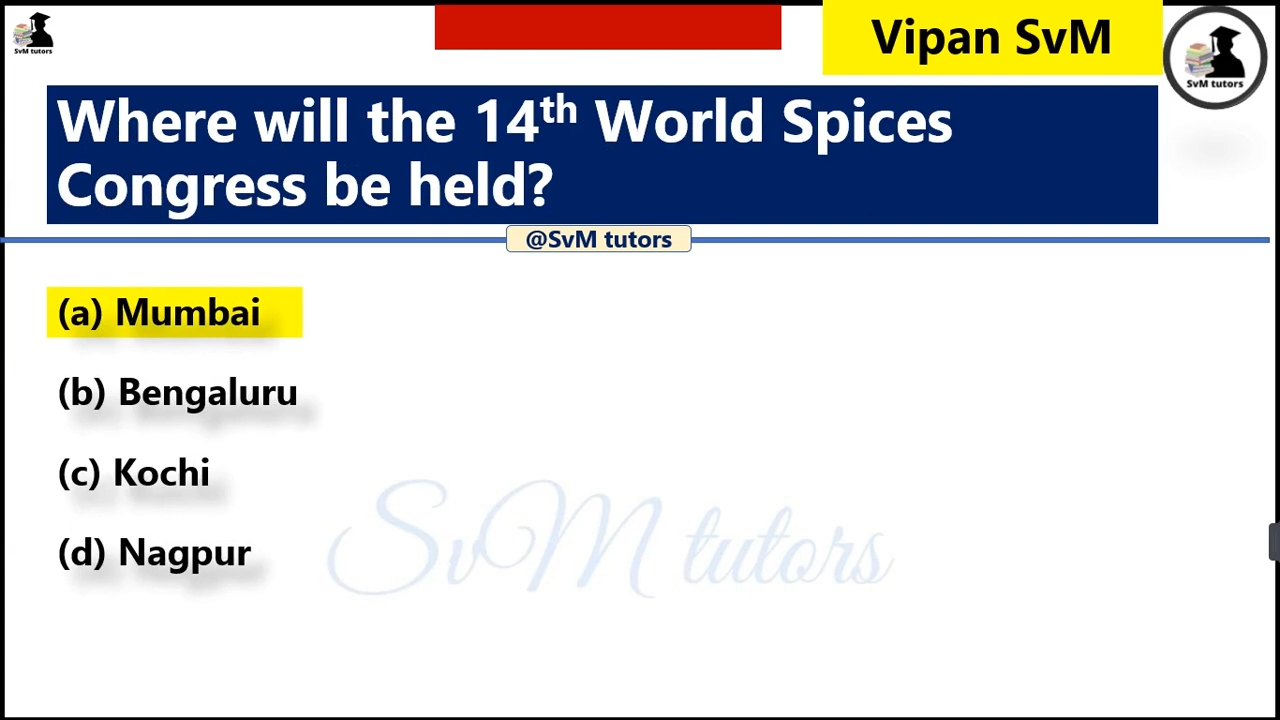 SvM tutors
Vipan SvM
SvM tutors
Where will the 14th World Spices
Congress be held?
@SvM tutors
(a) Mumbai
(b) Bengaluru
(c) Kochi
(d) Nagpur
SvM tutors